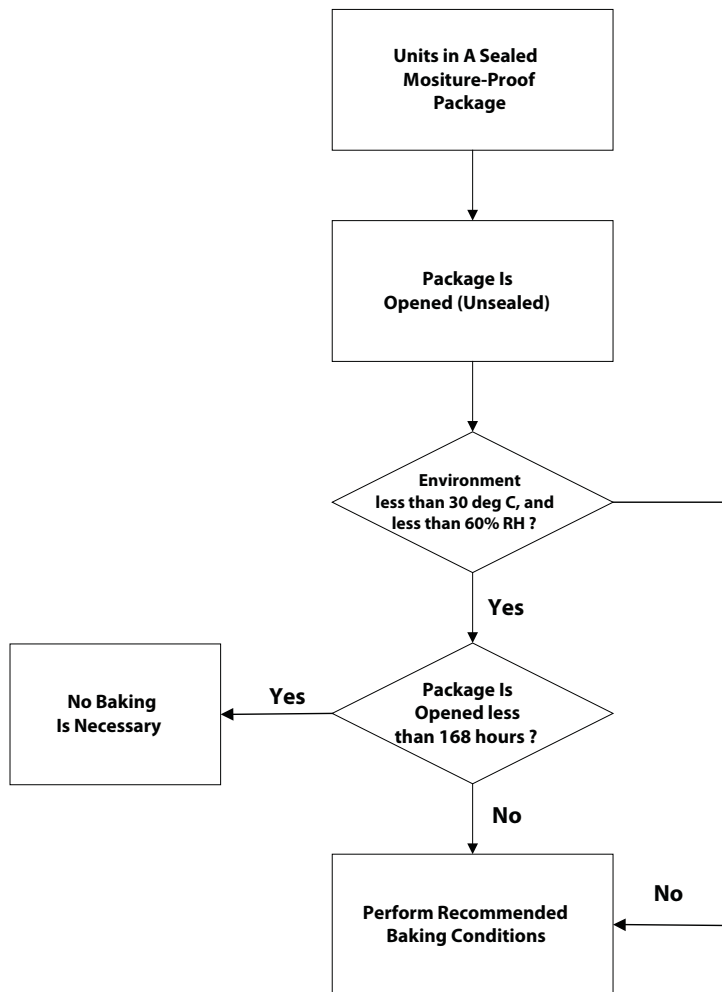 Units in A Sealed
Mositure-Proof
Package
Package Is
Opened (Unsealed)
Environment
less than 30 deg C, and
less than 60% RH ?
Yes
No Baking
Is Necessary
Yes
Package Is
Opened less
than 168 hours ?
No
Perform Recommended
Baking Conditions
No